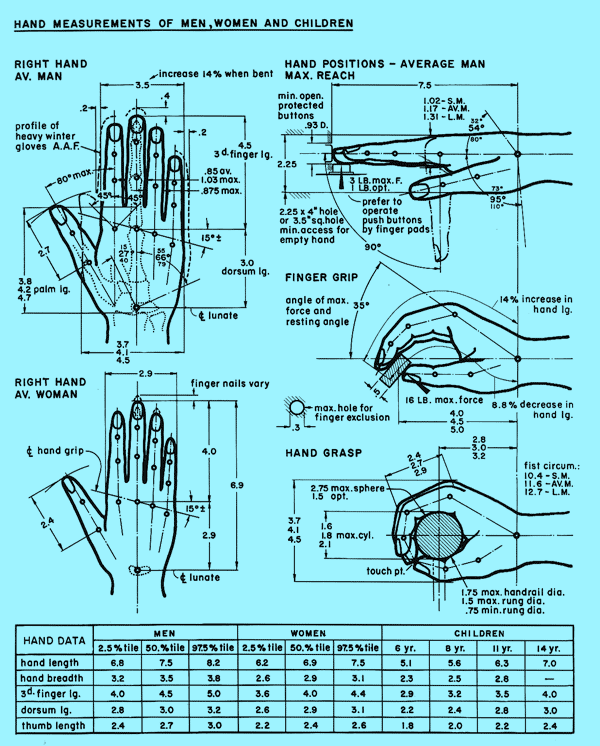 HAND MEASUREMENTS OF MEN, WOMEN AND CHILDREN
RIGHT HAND
AV. MAN
increase 14% when bent
3.5
.4
.2
.2
profile of
heavy winter
gloves A.A.F.
4.5
3d. finger lg.
.85 av.
1.03 max.
.875 max.
80° max.
45°
45°
15° ±
2.7
15
27°
40
55
66°
79
3.0
dorsum lg.
3.8
4.2 palm lg.
4.7
℄ lunate
3.7
4.1
4.5
HAND POSITIONS – AVERAGE MAN
MAX. REACH
7.5
min. open.
protected
buttons
.93 D.
1.02 - S.M.
1.17 - AV.M.
1.31 - L.M.
32°
54°
80°
2.25
3 LB. max. F.
1 LB. opt.
73°
95°
110°
prefer to
operate
push buttons
by finger pads
2.25 x 4" hole
or 3.5" sq. hole
min. access for
empty hand
90°
FINGER GRIP
angle of max.
force and
resting angle
35°
14% increase in
hand lg.
.5
16 LB. max. force
8.8% decrease in
hand lg.
4.0
4.5
5.0
max. hole for
finger exclusion
.3
RIGHT HAND
AV. WOMAN
2.9
finger nails vary
℄ hand grip
4.0
6.9
15° ±
2.4
2.9
℄ lunate
HAND GRASP
2.8
3.0
3.2
2.4
2.7
2.9
fist circum.:
10.4 - S.M.
11.6 - AV.M.
12.7 - L.M.
2.75 max. sphere
1.5 opt.
3.7
4.1
4.5
1.6
1.8 max. cyl.
2.1
touch pt.
1.75 max. handrail dia.
1.5 max. rung dia.
.75 min. rung dia.
HAND DATA MEN WOMEN CHILDREN
2.5 %tile 50. %tile 97.5 %tile 2.5 %tile 50. %tile 97.5 %tile 6 yr. 8 yr. 11 yr. 14 yr.
hand length 6.8 7.5 8.2 6.2 6.9 7.5 5.1 5.6 6.3 7.0
hand breadth 3.2 3.5 3.8 2.6 2.9 3.1 2.3 2.5 2.8 —
3d. finger lg. 4.0 4.5 5.0 3.6 4.0 4.4 2.9 3.2 3.5 4.0
dorsum lg. 2.8 3.0 3.2 2.6 2.9 3.1 2.2 2.4 2.8 3.0
thumb length 2.4 2.7 3.0 2.2 2.4 2.6 1.8 2.0 2.2 2.4